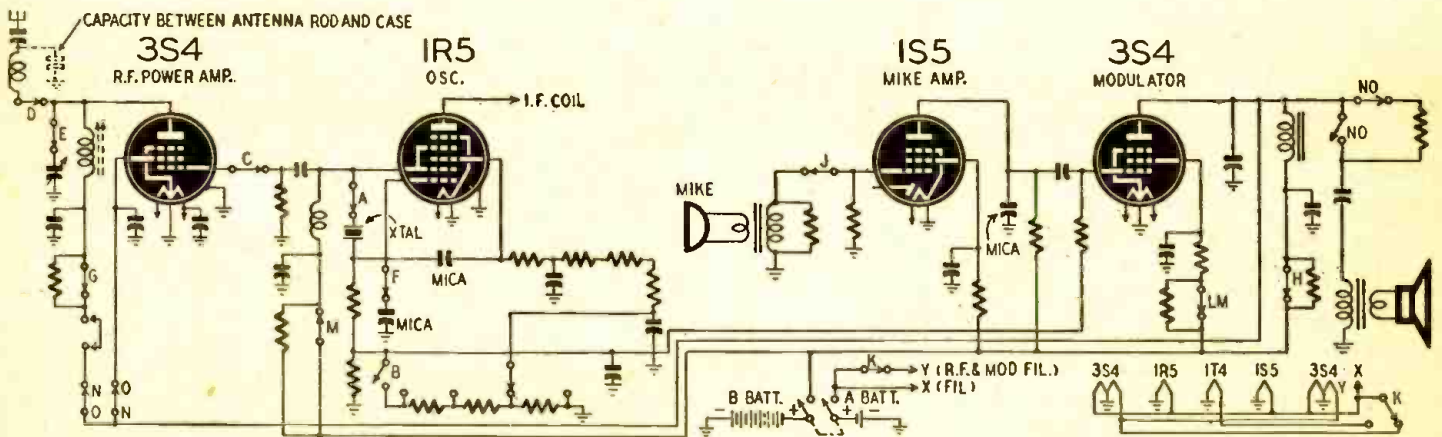 CAPACITY BETWEEN ANTENNA ROD AND CASE
3S4
R.F. POWER AMP.
1R5
OSC.
I.F. COIL
1S5
MIKE AMP.
3S4
MODULATOR
NO
NO
D
E
C
J
MIKE
A
XTAL
MICA
MICA
F
G
H
LM
M
MICA
B
K
Y (R.F. & MOD FIL.)
X (FIL)
B BATT.
A BATT.
- + + -
N O
O N
3S4 1R5 1T4 1S5 3S4 X
Y
K